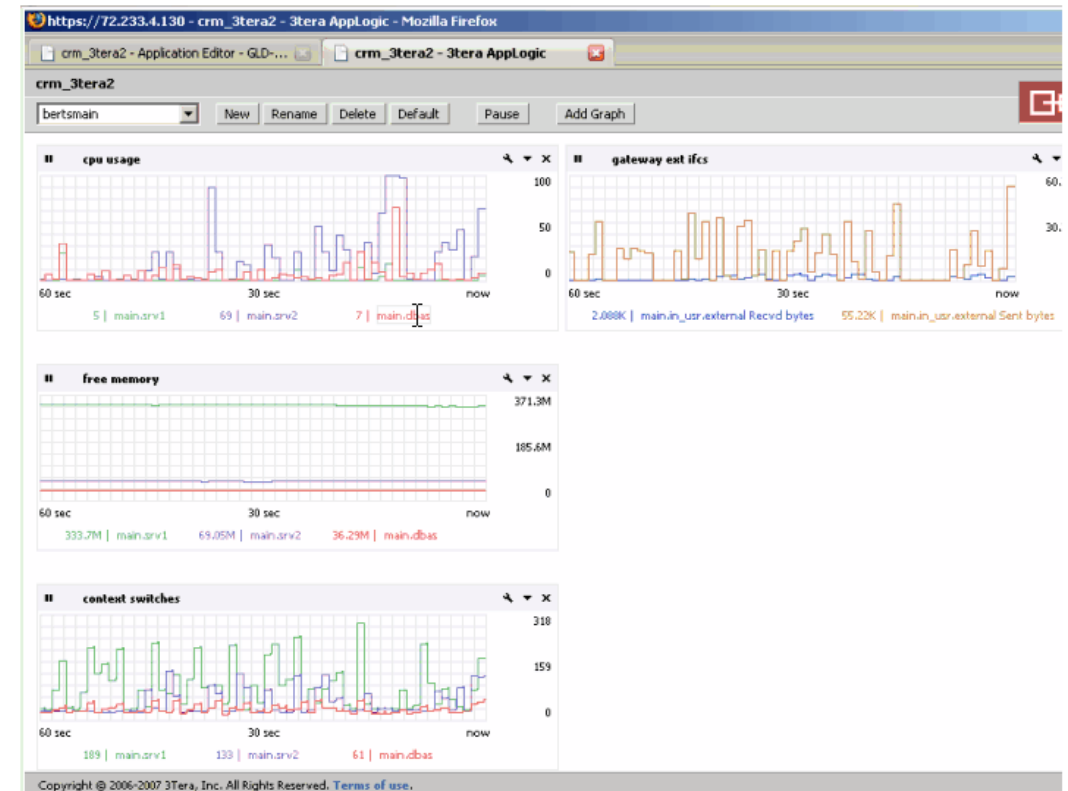 https://72.233.4.130 - crm_3tera2 - 3tera AppLogic - Mozilla Firefox
crm_3tera2 - Application Editor - GLD-... crm_3tera2 - 3tera AppLogic
crm_3tera2
bertsmain New Rename Delete Default Pause Add Graph
cpu usage
100
50
0
60 sec 30 sec now
5 | main.srv1 69 | main.srv2 7 | main.dbas
gateway ext ifcs
60.
30.
60 sec 30 sec now
2.088K | main.in_usr.external Recvd bytes 55.22K | main.in_usr.external Sent bytes
free memory
371.3M
185.6M
0
60 sec 30 sec now
333.7M | main.srv1 69.05M | main.srv2 36.29M | main.dbas
context switches
318
159
0
60 sec 30 sec now
189 | main.srv1 133 | main.srv2 61 | main.dbas
Copyright © 2006-2007 3Tera, Inc. All Rights Reserved. Terms of use.